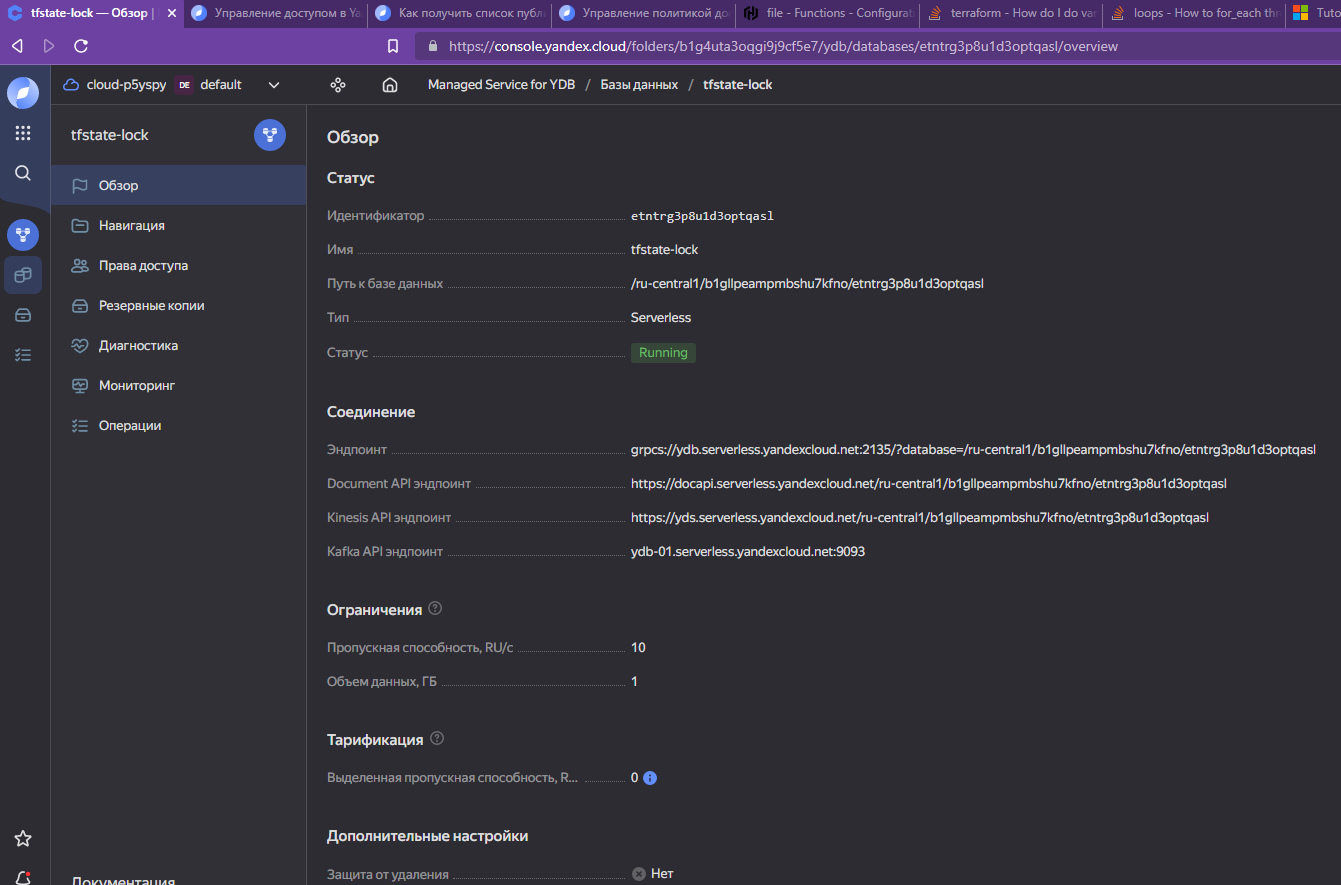 tfstate-lock — Обзор |
Управление доступом в Ya
Как получить список публ
Управление политикой до
file - Functions - Configurat
terraform - How do I do var
loops - How to for_each thr
Tuto
https://console.yandex.cloud/folders/b1g4uta3oqgi9j9cf5e7/ydb/databases/etntrg3p8u1d3optqasl/overview
cloud-p5yspy DE default
Managed Service for YDB / Базы данных / tfstate-lock
tfstate-lock
Обзор
Навигация
Права доступа
Резервные копии
Диагностика
Мониторинг
Операции
Документация
Обзор
Статус
Идентификатор etntrg3p8u1d3optqasl
Имя tfstate-lock
Путь к базе данных /ru-central1/b1gllpeampmbshu7kfno/etntrg3p8u1d3optqasl
Тип Serverless
Статус Running
Соединение
Эндпоинт grpcs://ydb.serverless.yandexcloud.net:2135/?database=/ru-central1/b1gllpeampmbshu7kfno/etntrg3p8u1d3optqasl
Document API эндпоинт https://docapi.serverless.yandexcloud.net/ru-central1/b1gllpeampmbshu7kfno/etntrg3p8u1d3optqasl
Kinesis API эндпоинт https://yds.serverless.yandexcloud.net/ru-central1/b1gllpeampmbshu7kfno/etntrg3p8u1d3optqasl
Kafka API эндпоинт ydb-01.serverless.yandexcloud.net:9093
Ограничения
Пропускная способность, RU/с 10
Объем данных, ГБ 1
Тарификация
Выделенная пропускная способность, R... 0
Дополнительные настройки
Защита от удаления Нет